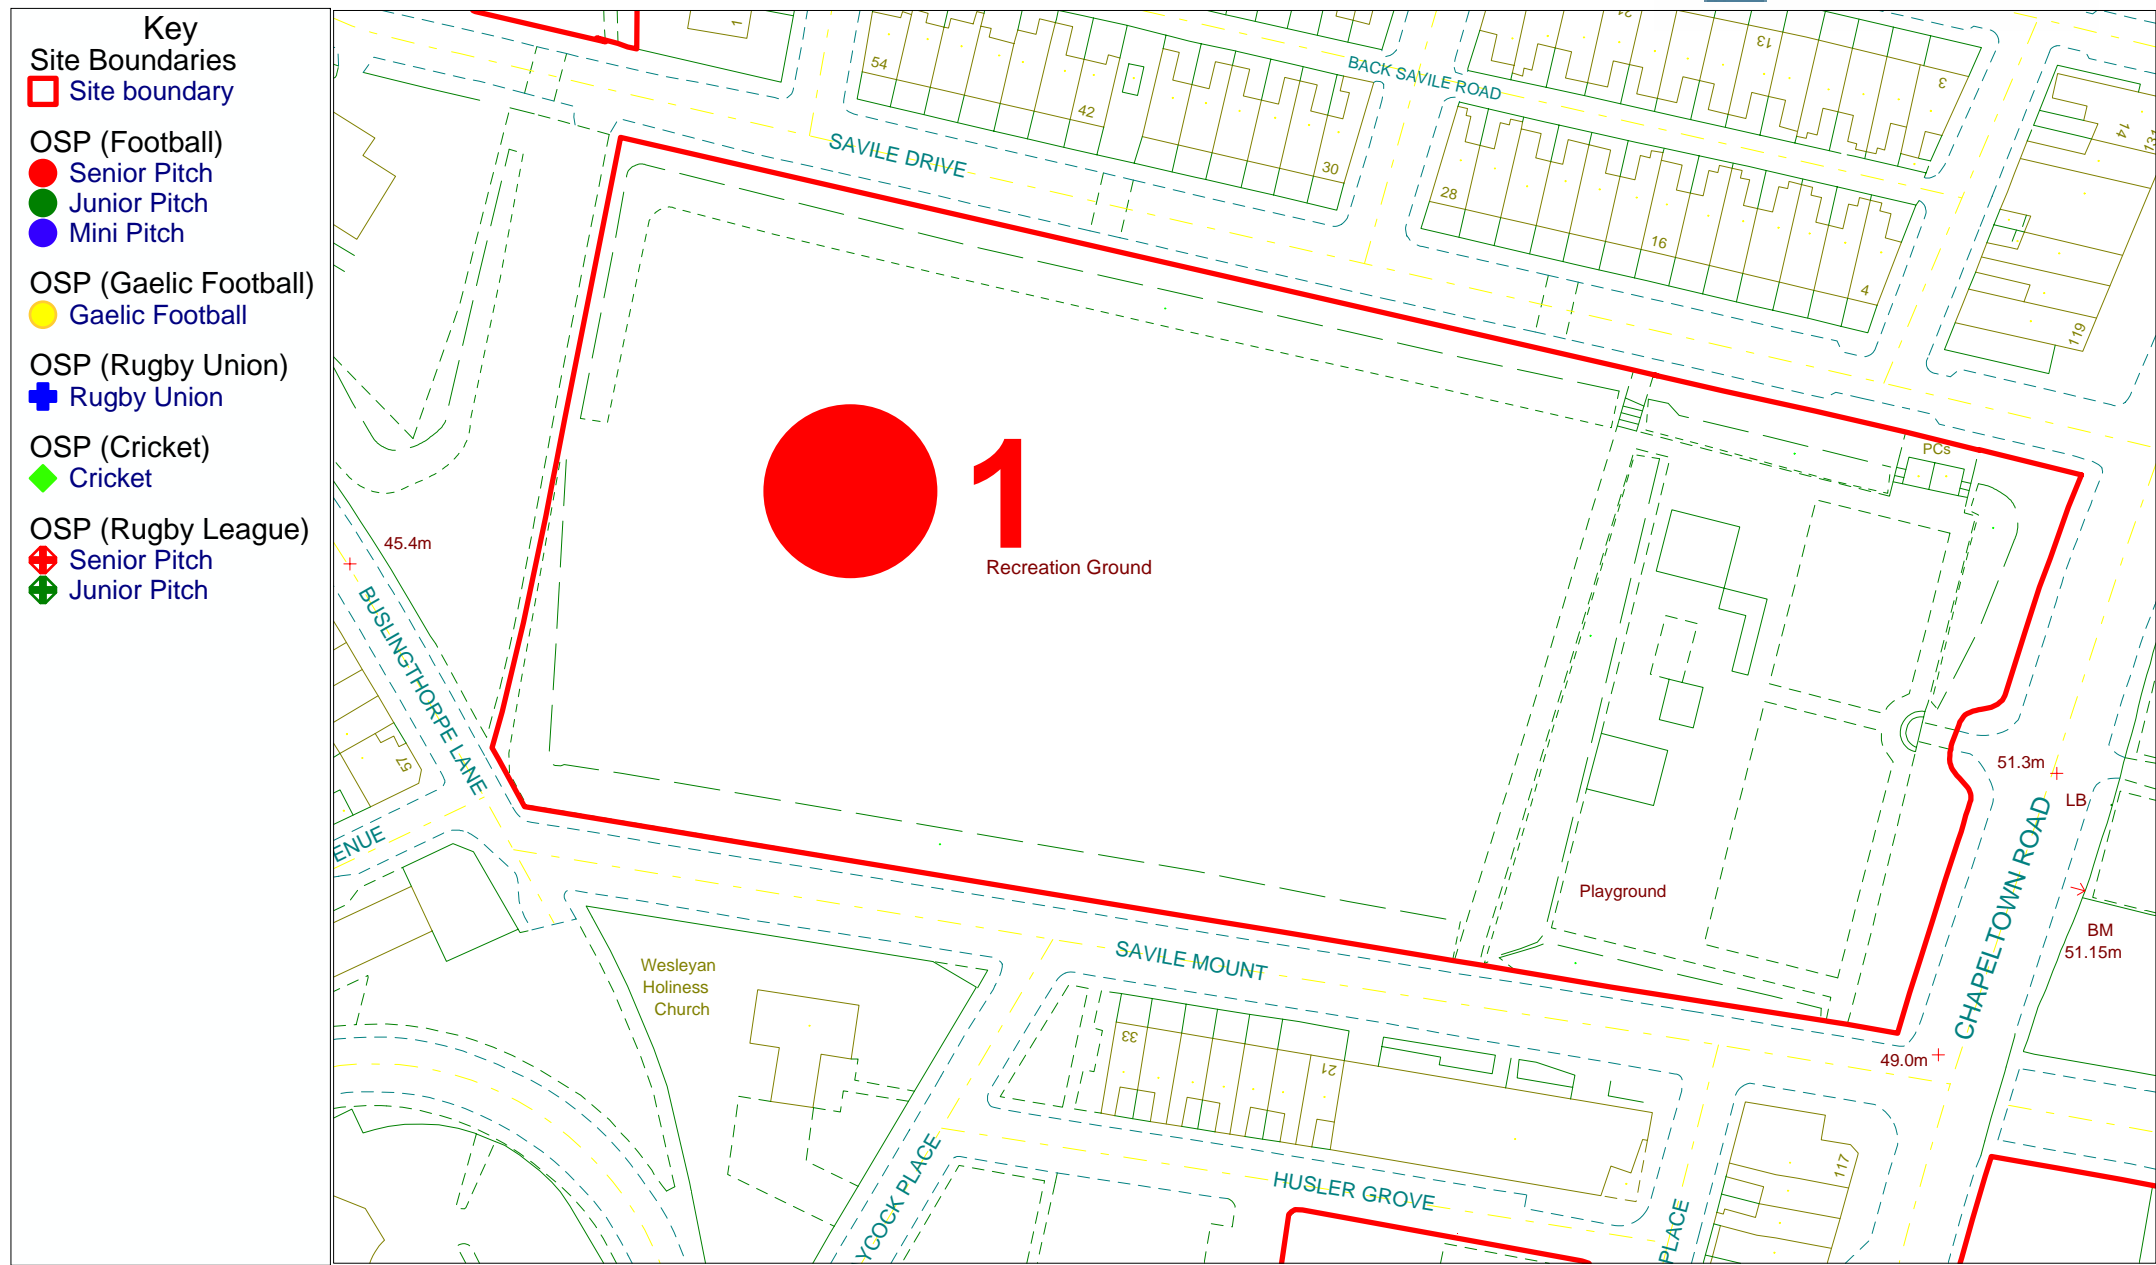 Key
Site Boundaries
Site boundary
OSP (Football)
Senior Pitch
Junior Pitch
Mini Pitch
OSP (Gaelic Football)
Gaelic Football
OSP (Rugby Union)
Rugby Union
OSP (Cricket)
Cricket
OSP (Rugby League)
Senior Pitch
Junior Pitch
1
54
42
30
BACK SAVILE ROAD
SAVILE DRIVE
13
3
28
16
4
14
131
119
PCs
1
Recreation Ground
45.4m
BUSLINGTHORPE LANE
57
ENUE
51.3m
LB
CHAPELTOWN ROAD
Playground
BM
51.15m
SAVILE MOUNT
Wesleyan
Holiness
Church
33
21
49.0m
YCOCK PLACE
HUSLER GROVE
PLACE
117